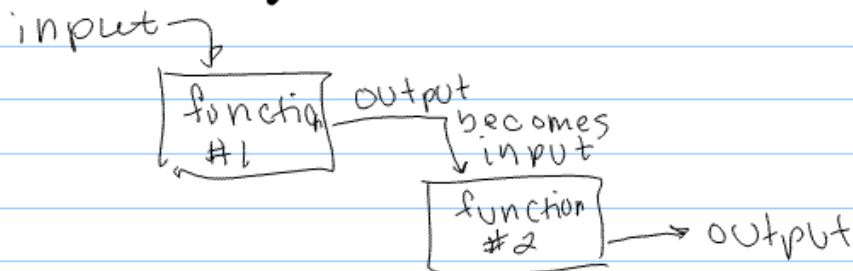 input
function
#1
output
becomes
input
function
#2
output